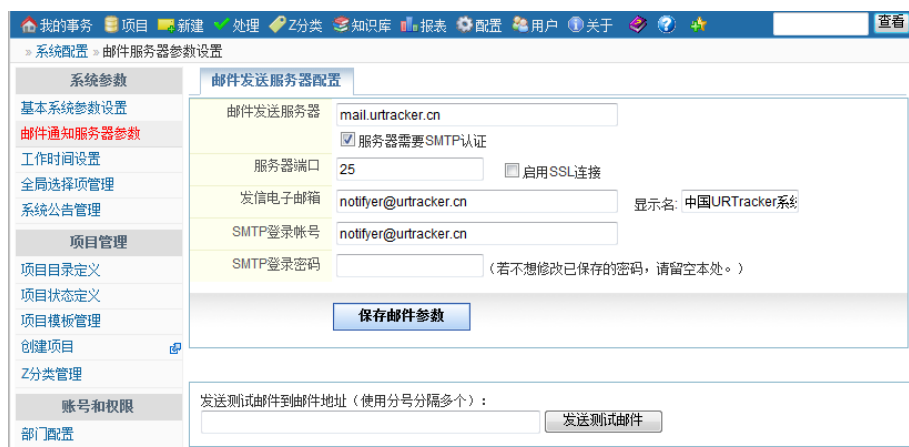 我的事务 项目 新建 处理 Z分类 知识库 报表 配置 用户 关于 查看
» 系统配置 » 邮件服务器参数设置
系统参数
基本系统参数设置
邮件通知服务器参数
工作时间设置
全局选择项管理
系统公告管理
项目管理
项目目录定义
项目状态定义
项目模板管理
创建项目
Z分类管理
账号和权限
部门配置
邮件发送服务器配置
邮件发送服务器 mail.urtracker.cn
服务器需要SMTP认证
服务器端口 25 启用SSL连接
发信电子邮箱 notifyer@urtracker.cn 显示名: 中国URTracker系
SMTP登录帐号 notifyer@urtracker.cn
SMTP登录密码 (若不想修改已保存的密码，请留空本处。)
保存邮件参数
发送测试邮件到邮件地址（使用分号分隔多个）:
发送测试邮件